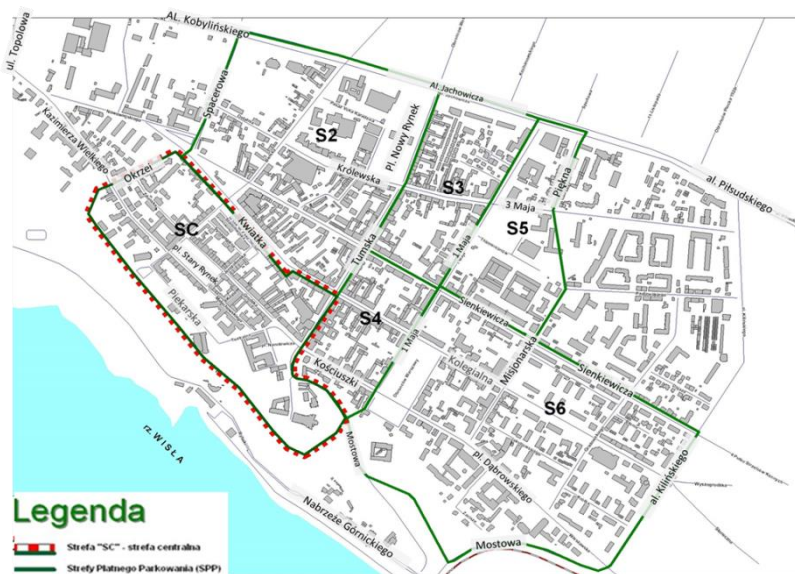 AL. Kobylińskiego
ul. Topolowa
Spacerowa
Al. Jachowicza
Kazimierza Wielkiego
S2
Pl. Nowy Rynek
Królewska
S3
Piękna
al. Piłsudskiego
Okrzei
3 Maja
SC
Kwiatka
Tumska
1 Maja
S5
pl. Stary Rynek
S4
Sienkiewicza
Piekarska
1 Maja
Misjonarska
Kościuszki
Kolegialna
Sienkiewicza
S6
rz. WISŁA
Mostowa
pl. Dąbrowskiego
al. Kilińskiego
Nabrzeże Górnickiego
Mostowa
Legenda
Strefa "SC" - strefa centralna
Strefy Płatnego Parkowania (SPP)